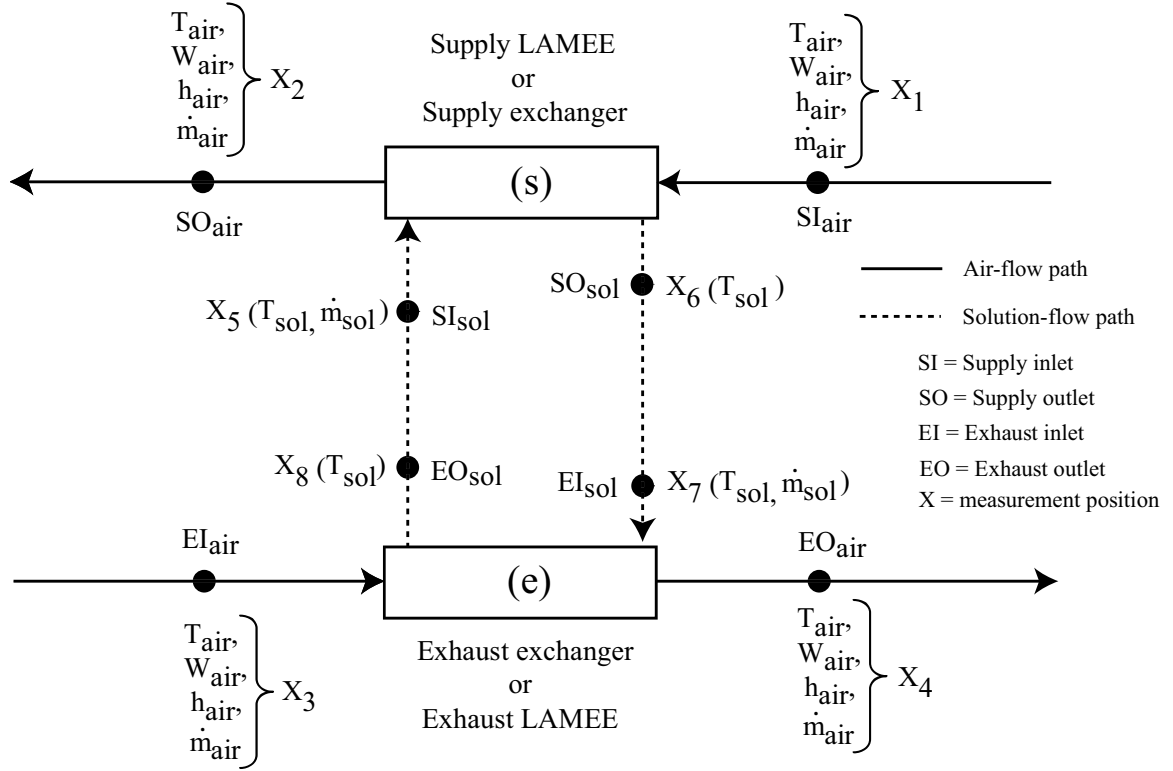 T_air,
W_air,
h_air,
ṁ_air
X_2
Supply LAMEE
or
Supply exchanger
T_air,
W_air,
h_air,
ṁ_air
X_1
(s)
SO_air
SI_air
SO_sol
X_6 (T_sol)
X_5 (T_sol, ṁ_sol)
SI_sol
X_8 (T_sol)
EO_sol
EI_sol
X_7 (T_sol, ṁ_sol)
Air-flow path
Solution-flow path
SI = Supply inlet
SO = Supply outlet
EI = Exhaust inlet
EO = Exhaust outlet
X = measurement position
EI_air
(e)
EO_air
T_air,
W_air,
h_air,
ṁ_air
X_3
Exhaust exchanger
or
Exhaust LAMEE
T_air,
W_air,
h_air,
ṁ_air
X_4